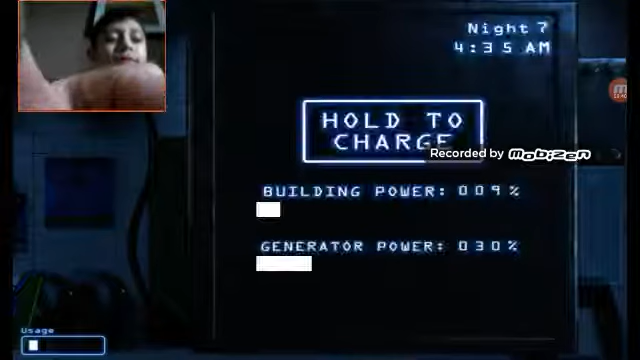 Night 7
4:35 AM
HOLD TO
CHARGE
Recorded by MOBIZEN
BUILDING POWER: 009%
GENERATOR POWER: 030%
Usage